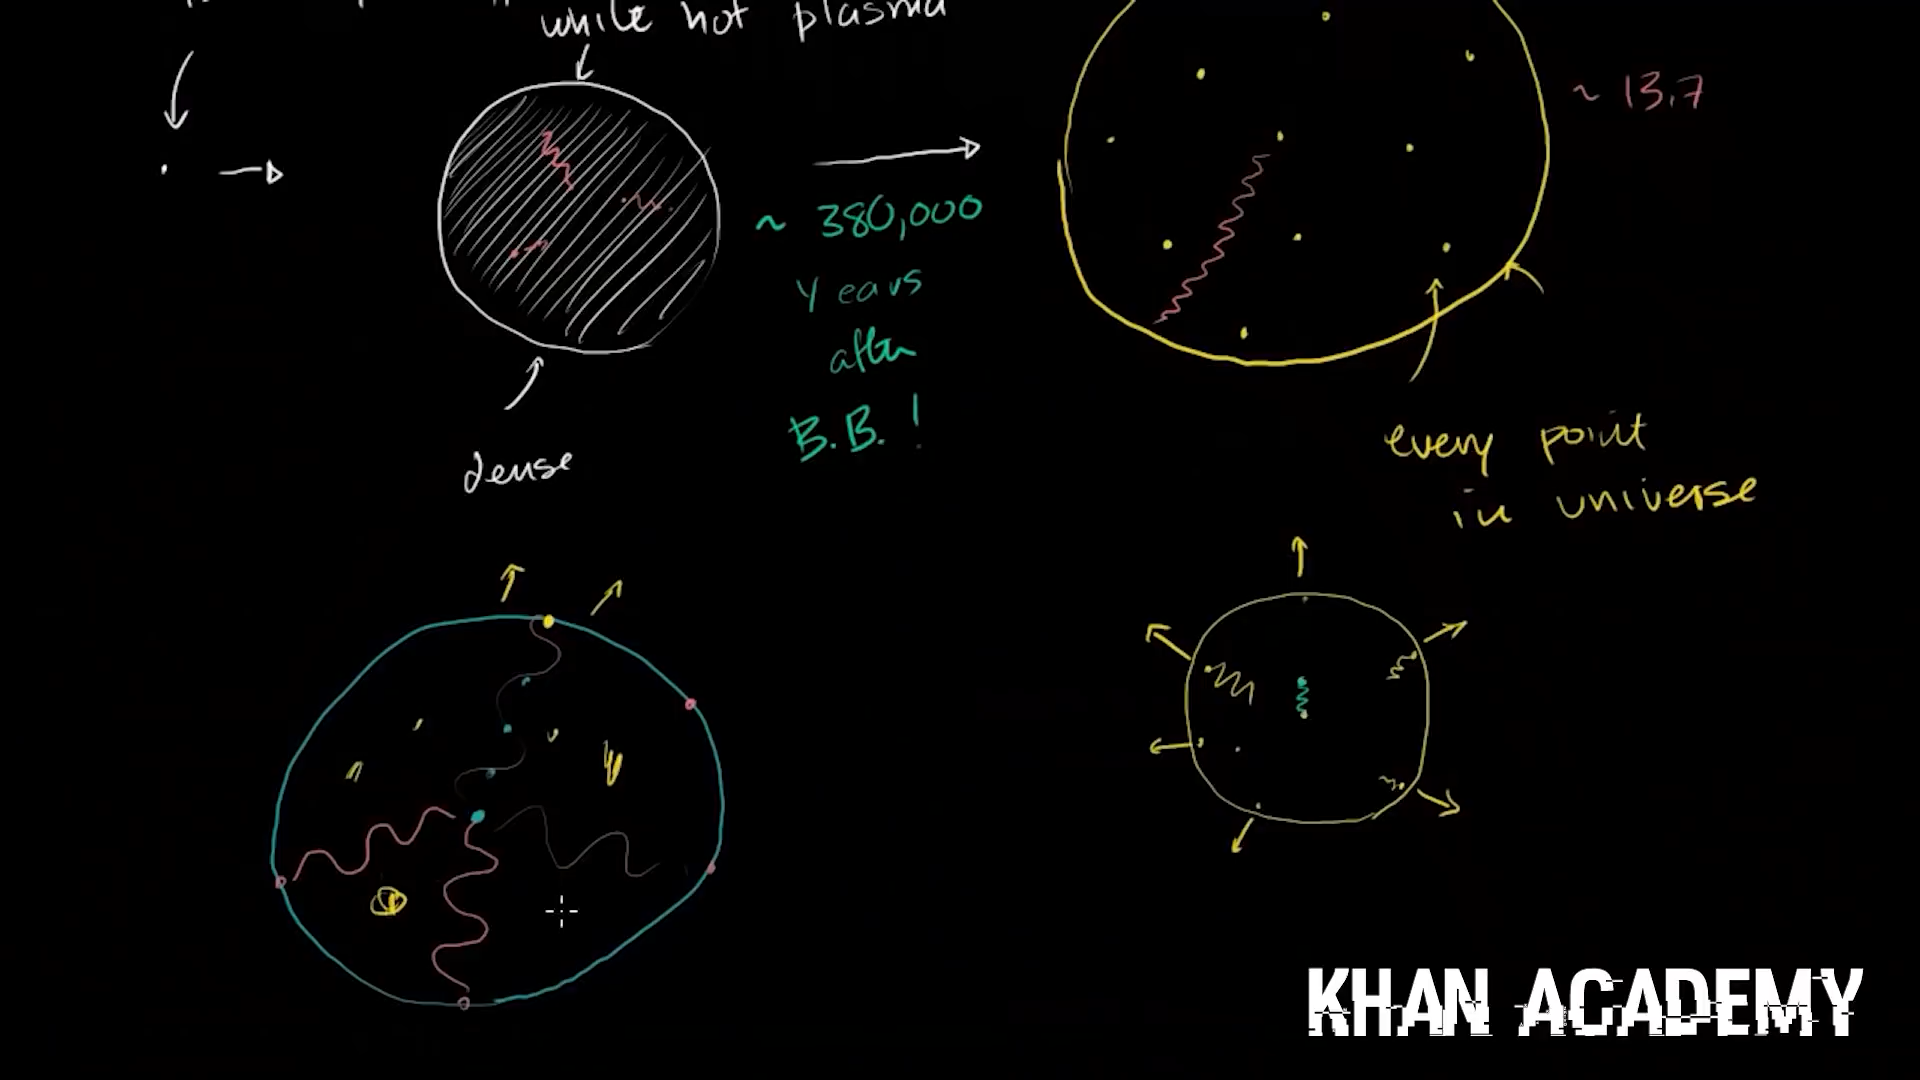 white hot plasma
~ 13.7
~ 380,000
Years
after
B.B.!
dense
every point
in universe
KHAN ACADEMY